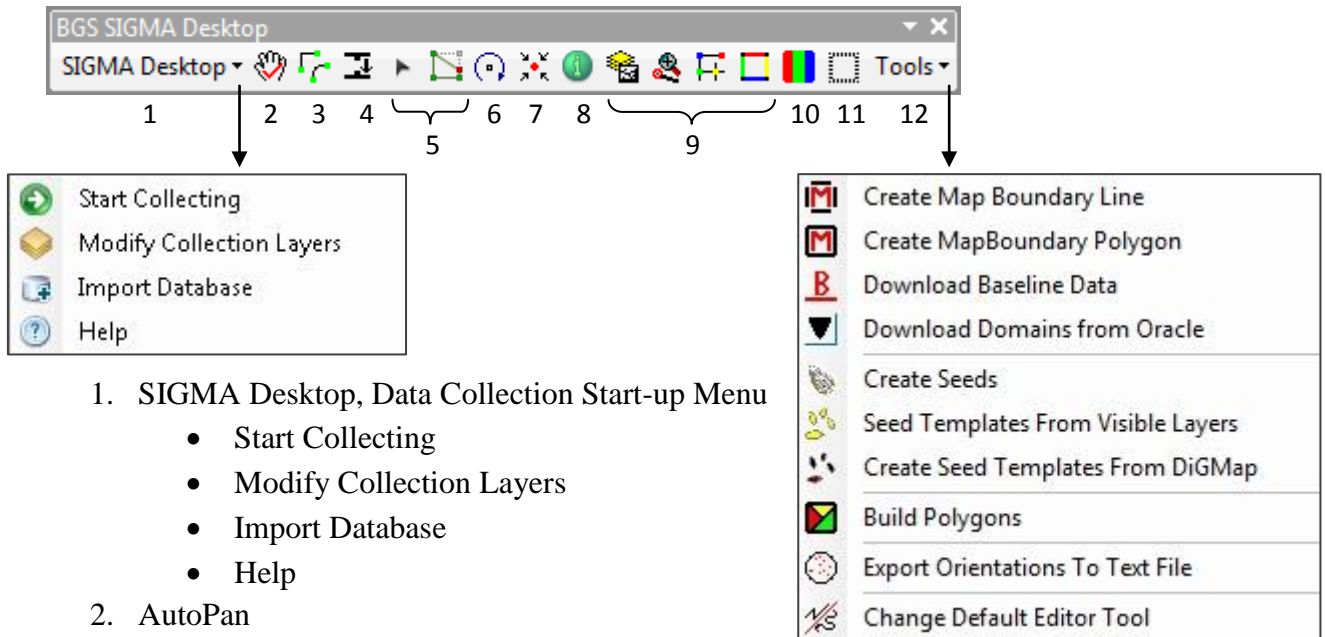 BGS SIGMA Desktop
SIGMA Desktop Tools
1 2 3 4 5 6 7 8 9 10 11 12
Start Collecting
Modify Collection Layers
Import Database
Help
Create Map Boundary Line
Create MapBoundary Polygon
Download Baseline Data
Download Domains from Oracle
Create Seeds
Seed Templates From Visible Layers
Create Seed Templates From DiGMap
Build Polygons
Export Orientations To Text File
Change Default Editor Tool
1. SIGMA Desktop, Data Collection Start-up Menu
• Start Collecting
• Modify Collection Layers
• Import Database
• Help
2. AutoPan